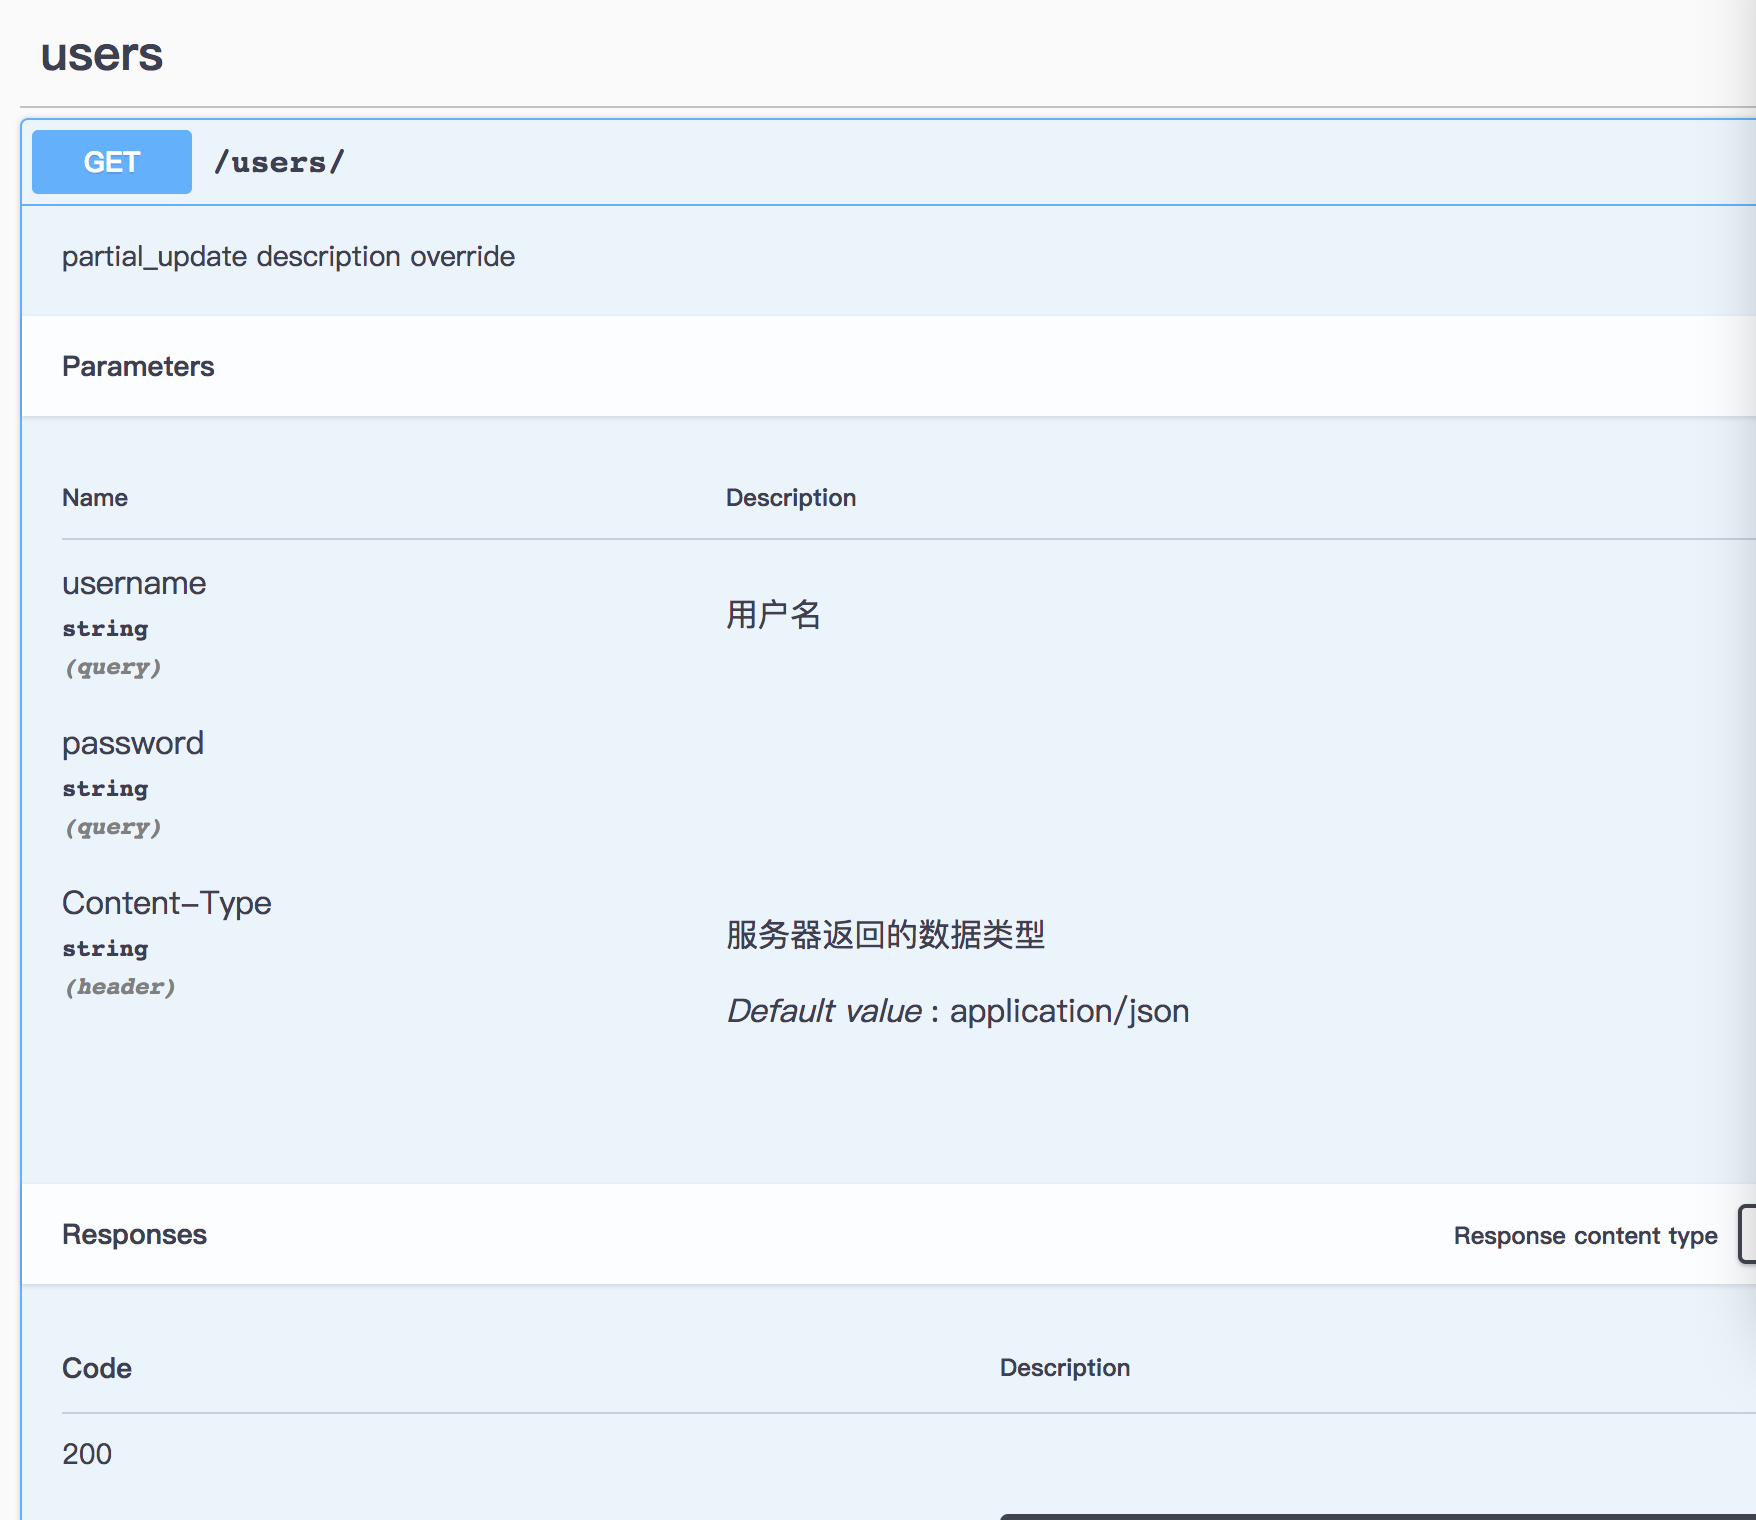 users
GET /users/
partial_update description override
Parameters
Name Description
username
string
(query)
用户名
password
string
(query)
Content-Type
string
(header)
服务器返回的数据类型
Default value : application/json
Responses Response content type
Code Description
200